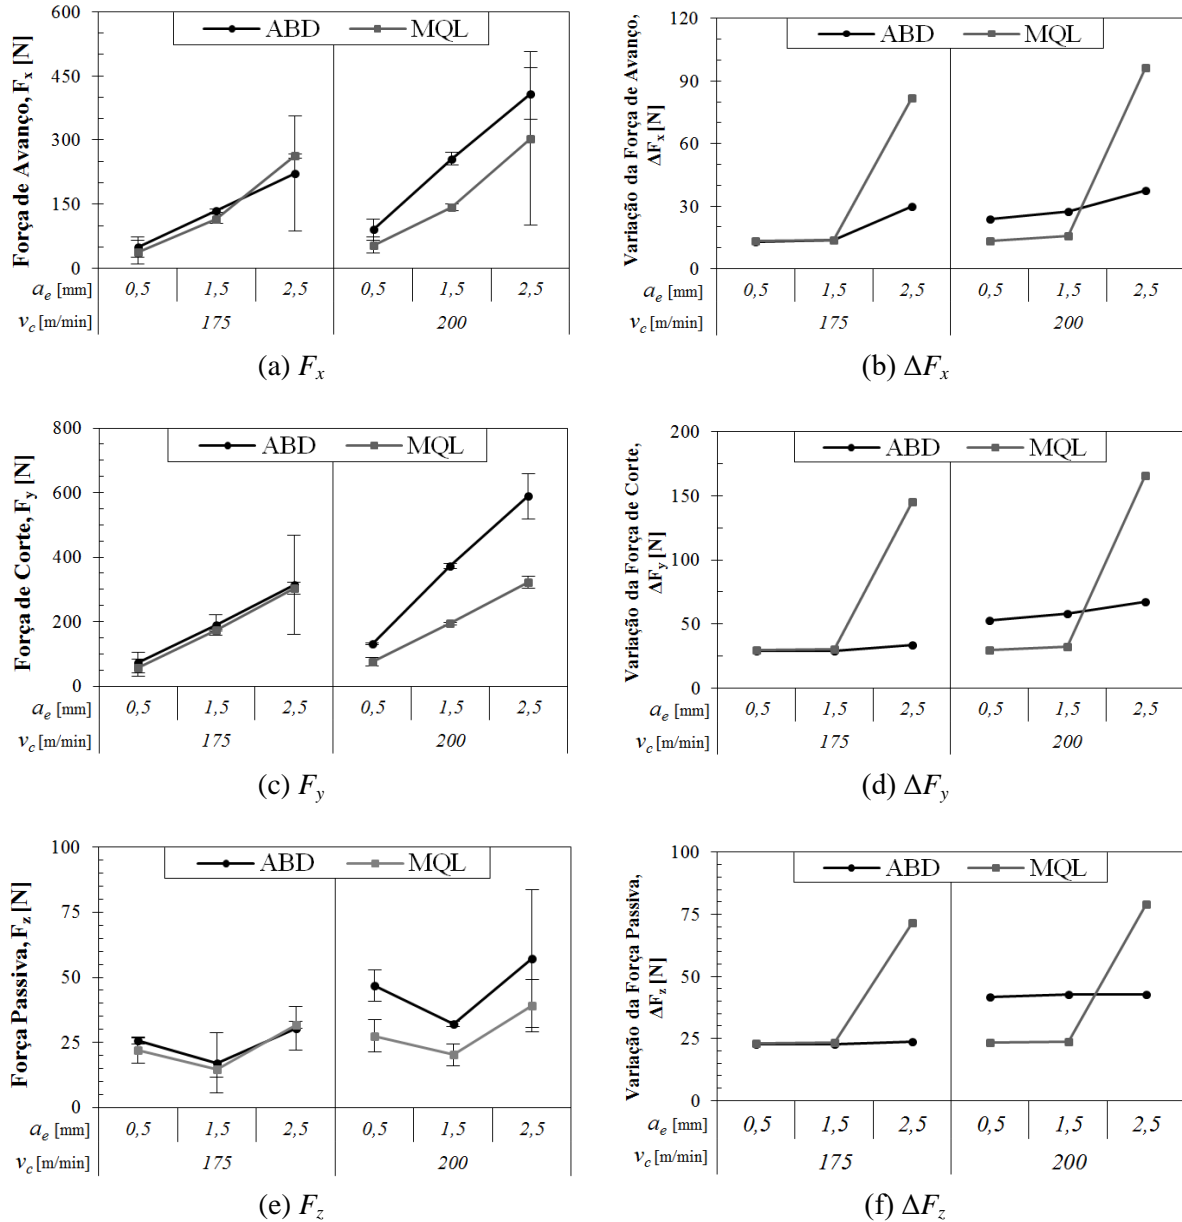 Força de Avanço, Fx [N]
600
450
300
150
0
ABD MQL
ae [mm] 0,5 1,5 2,5 0,5 1,5 2,5
vc [m/min] 175 200
(a) Fx
Variação da Força de Avanço,
ΔFx [N]
120
90
60
30
0
ABD MQL
ae [mm] 0,5 1,5 2,5 0,5 1,5 2,5
vc [m/min] 175 200
(b) ΔFx
Força de Corte, Fy [N]
800
600
400
200
0
ABD MQL
ae [mm] 0,5 1,5 2,5 0,5 1,5 2,5
vc [m/min] 175 200
(c) Fy
Variação da Força de Corte,
ΔFy [N]
200
150
100
50
0
ABD MQL
ae [mm] 0,5 1,5 2,5 0,5 1,5 2,5
vc [m/min] 175 200
(d) ΔFy
Força Passiva, Fz [N]
100
75
50
25
0
ABD MQL
ae [mm] 0,5 1,5 2,5 0,5 1,5 2,5
vc [m/min] 175 200
(e) Fz
Variação da Força Passiva,
ΔFz [N]
100
75
50
25
0
ABD MQL
ae [mm] 0,5 1,5 2,5 0,5 1,5 2,5
vc [m/min] 175 200
(f) ΔFz